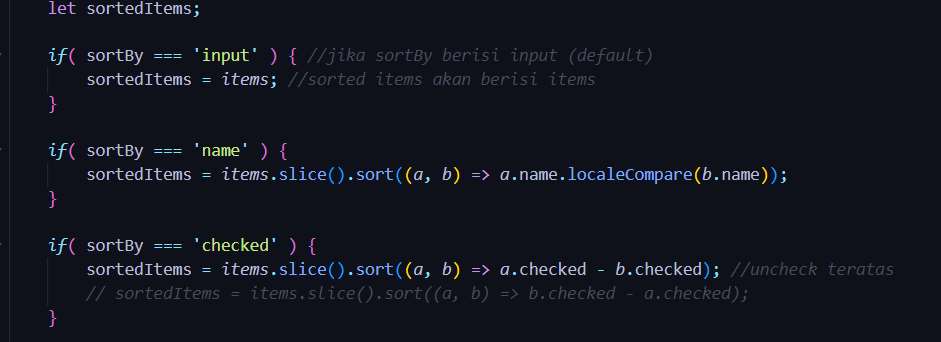 let sortedItems;
if( sortBy === 'input' ) { //jika sortBy berisi input (default)
sortedItems = items; //sorted items akan berisi items
}
if( sortBy === 'name' ) {
sortedItems = items.slice().sort((a, b) => a.name.localeCompare(b.name));
}
if( sortBy === 'checked' ) {
sortedItems = items.slice().sort((a, b) => a.checked - b.checked); //uncheck teratas
// sortedItems = items.slice().sort((a, b) => b.checked - a.checked);
}